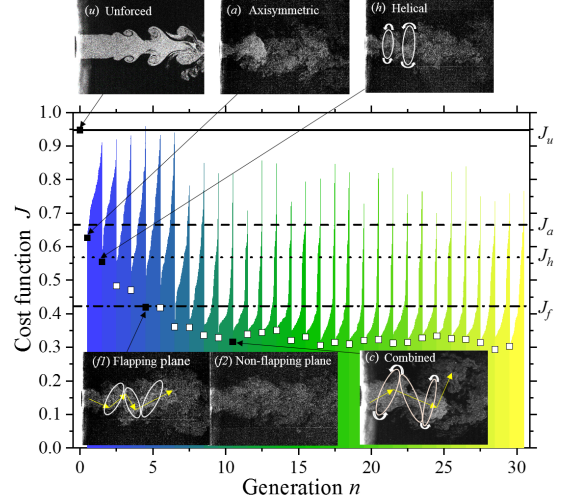 (u) Unforced
(a) Axisymmetric
(h) Helical
1.0
0.9
0.8
0.7
0.6
0.5
0.4
0.3
0.2
0.1
0.0
Cost function J
J_u
J_a
J_h
J_f
(f1) Flapping plane
(f2) Non-flapping plane
(c) Combined
0 5 10 15 20 25 30
Generation n